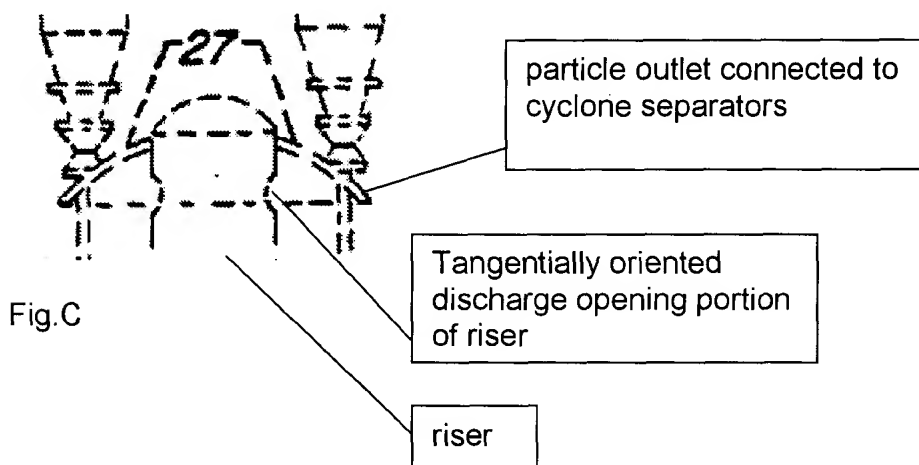 27
particle outlet connected to
cyclone separators
Tangentially oriented
discharge opening portion
of riser
Fig.C
riser